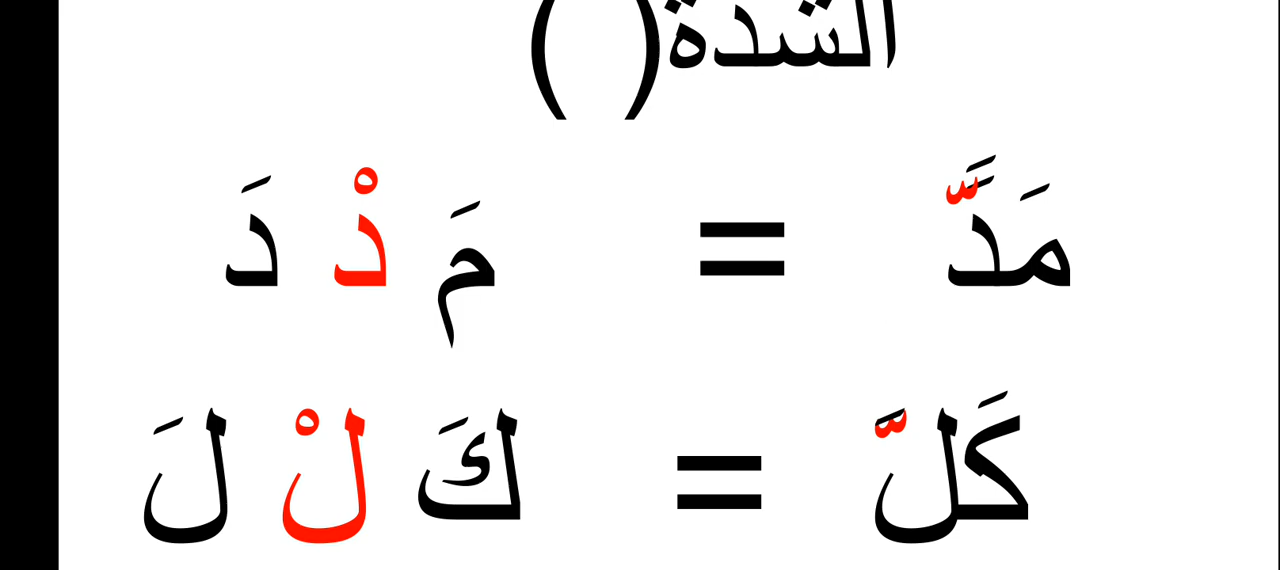 الشدة( )
مَدَّ = مَ دْ دَ
كَلَّ = كَ لْ لَ